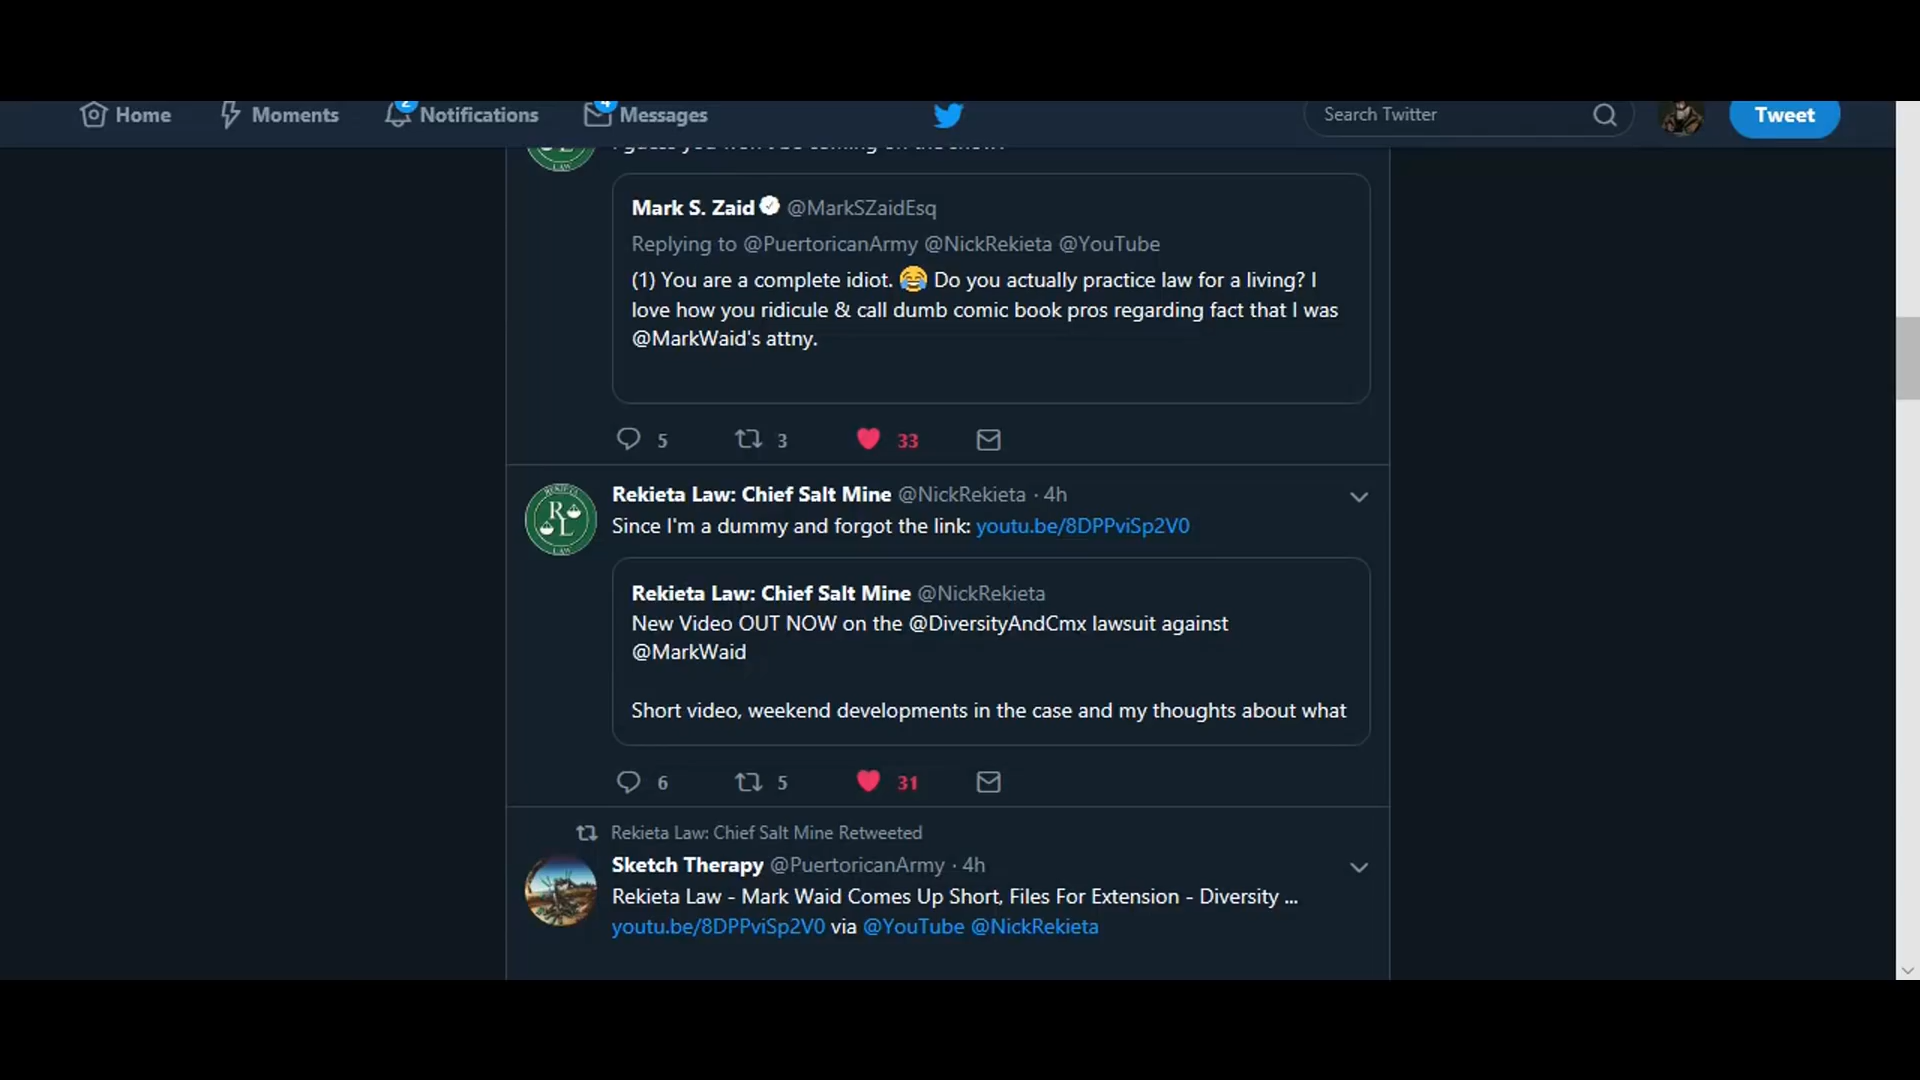 Home Moments 2 Notifications 4 Messages Search Twitter Tweet
LAW
Mark S. Zaid @MarkSZaidEsq
Replying to @PuertoricanArmy @NickRekieta @YouTube
(1) You are a complete idiot. 😂 Do you actually practice law for a living? I
love how you ridicule & call dumb comic book pros regarding fact that I was
@MarkWaid's attny.
5 3 33
Rekieta Law: Chief Salt Mine @NickRekieta · 4h
REKIETA
R
L
LAW
Since I'm a dummy and forgot the link: youtu.be/8DPPviSp2V0
Rekieta Law: Chief Salt Mine @NickRekieta
New Video OUT NOW on the @DiversityAndCmx lawsuit against
@MarkWaid
Short video, weekend developments in the case and my thoughts about what
6 5 31
Rekieta Law: Chief Salt Mine Retweeted
Sketch Therapy @PuertoricanArmy · 4h
Rekieta Law - Mark Waid Comes Up Short, Files For Extension - Diversity ...
youtu.be/8DPPviSp2V0 via @YouTube @NickRekieta